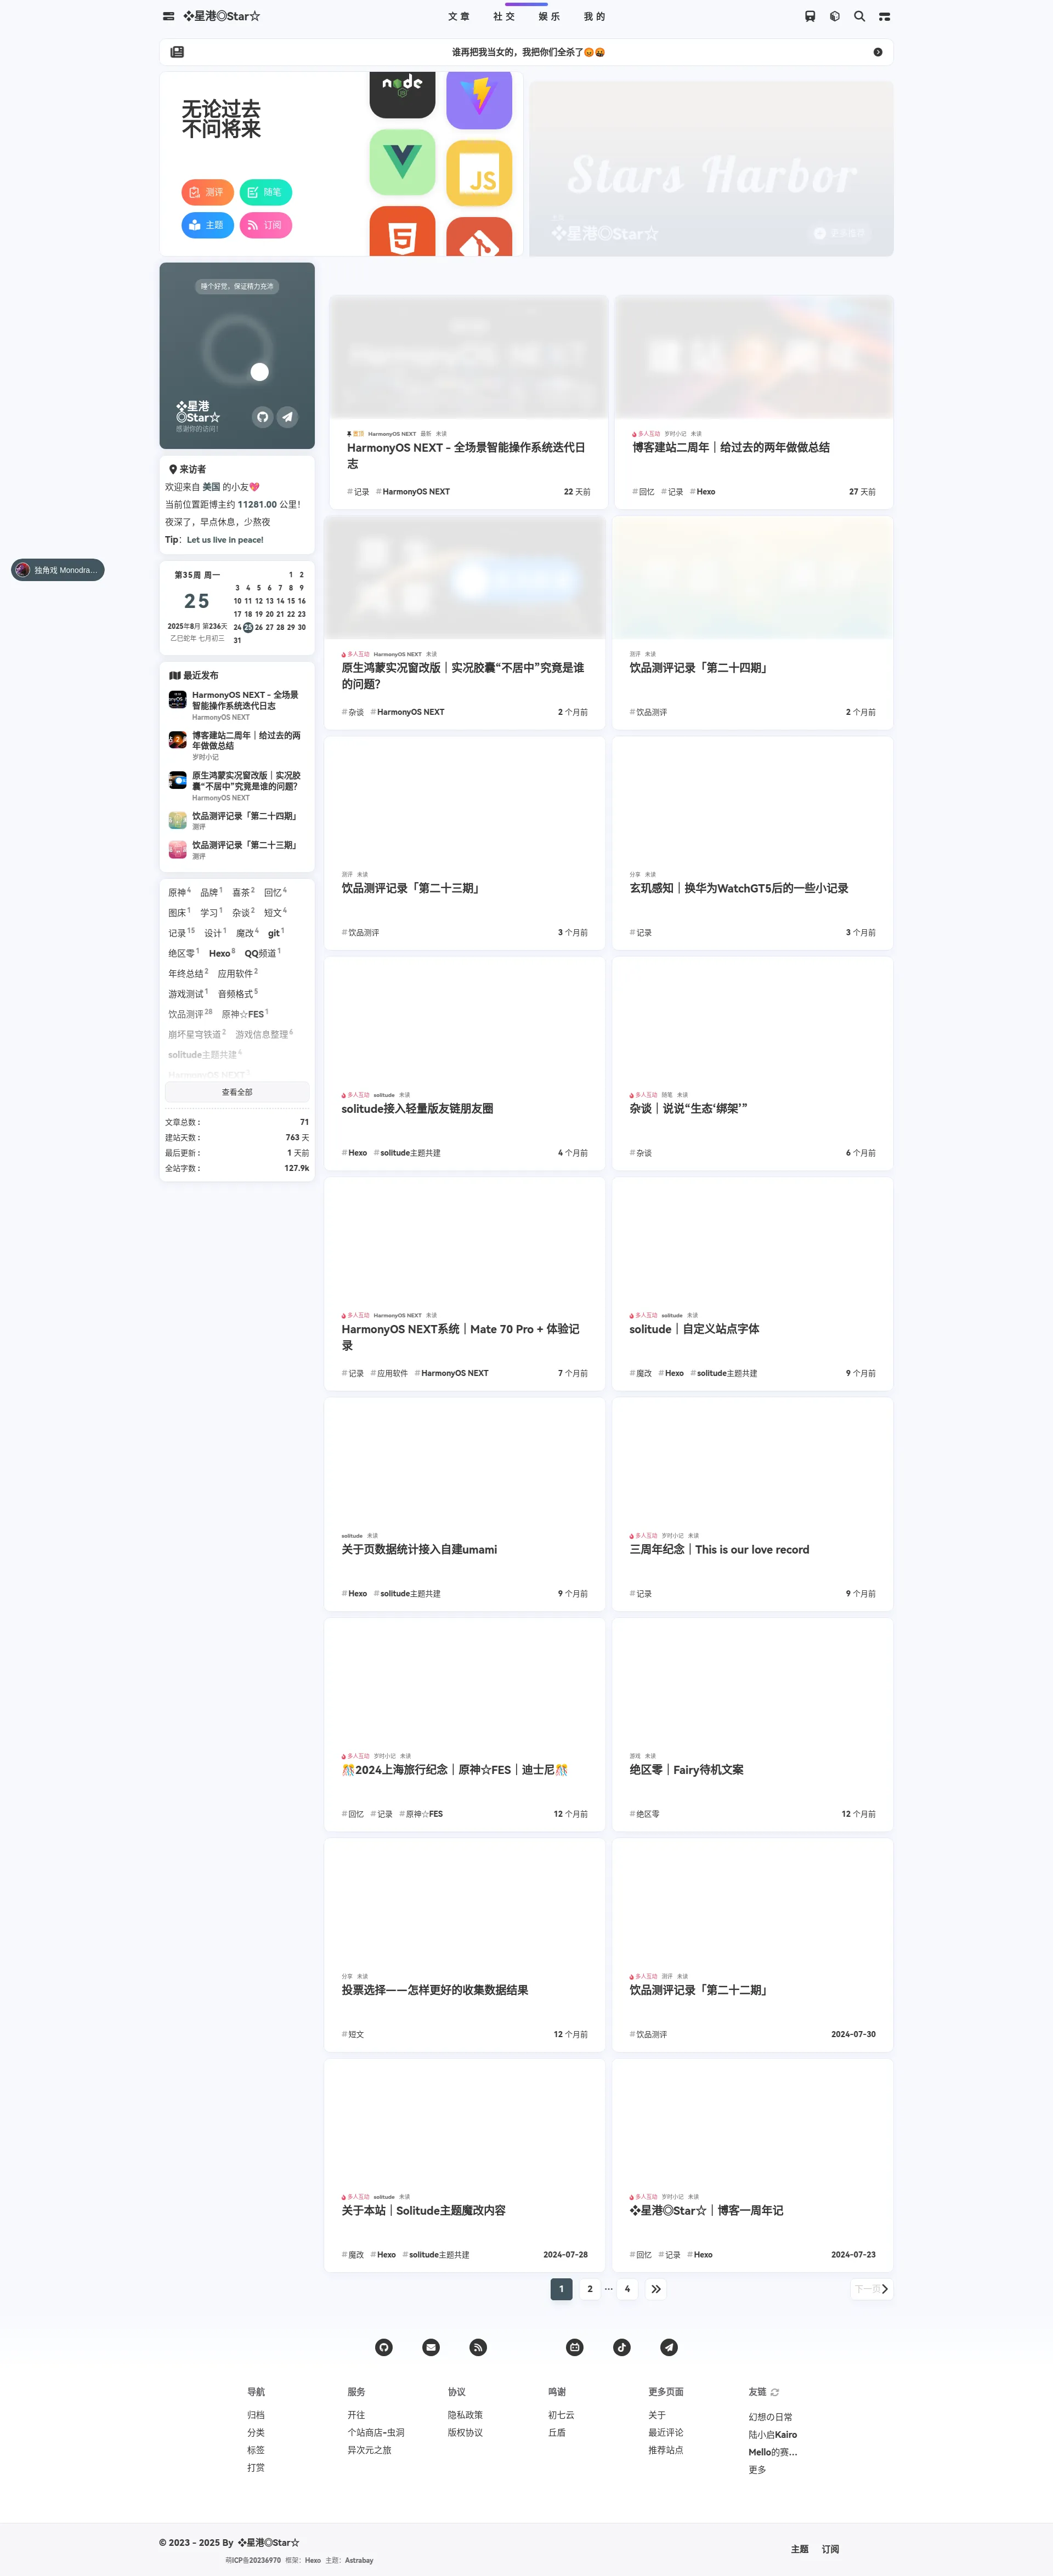 ❖星港◎Star☆
文章 社交 娱乐 我的
谁再把我当女的，我把你们全杀了😡🤬
无论过去
不问将来
测评 随笔
主题 订阅
node
JS
JS
Stars Harbor
❖星港◎Star☆
睡个好觉，保证精力充沛
❖星港
◎Star☆
感谢你的访问！
来访者
欢迎来自 美国 的小友💖
当前位置距博主约 11281.00 公里！
夜深了，早点休息，少熬夜
Tip：Let us live in peace!
独角戏 Monodra...
第35周 周一
25
2025年8月 第236天
乙巳蛇年 七月初三
1 2
3 4 5 6 7 8 9
10 11 12 13 14 15 16
17 18 19 20 21 22 23
24 25 26 27 28 29 30
31
最近发布
HarmonyOS NEXT - 全场景
智能操作系统迭代日志
HarmonyOS NEXT
博客建站二周年｜给过去的两
年做做总结
岁时小记
原生鸿蒙实况窗改版｜实况胶
囊“不居中”究竟是谁的问题？
HarmonyOS NEXT
饮品测评记录「第二十四期」
测评
饮品测评记录「第二十三期」
测评
原神4 品牌1 喜茶2 回忆4
图床1 学习1 杂谈2 短文4
记录15 设计1 魔改4 git1
绝区零1 Hexo8 QQ频道1
年终总结2 应用软件2
游戏测试1 音频格式5
饮品测评28 原神☆FES1
崩坏星穹铁道2 游戏信息整理6
solitude主题共建4
HarmonyOS NEXT
查看全部
文章总数 : 71
建站天数 : 763 天
最后更新 : 1 天前
全站字数 : 127.9k
HarmonyOS NEXT
置顶 HarmonyOS NEXT 最新 未读
HarmonyOS NEXT - 全场景智能操作系统迭代日
志
#记录 #HarmonyOS NEXT 22 天前
建站2周年
多人互动 岁时小记 未读
博客建站二周年｜给过去的两年做做总结
#回忆 #记录 #Hexo 27 天前
原生
鸿蒙
多人互动 HarmonyOS NEXT 未读
原生鸿蒙实况窗改版｜实况胶囊“不居中”究竟是谁
的问题？
#杂谈 #HarmonyOS NEXT 2 个月前
测评 未读
饮品测评记录「第二十四期」
#饮品测评 2 个月前
测评 未读
饮品测评记录「第二十三期」
#饮品测评 3 个月前
分享 未读
玄玑感知｜换华为WatchGT5后的一些小记录
#记录 3 个月前
多人互动 solitude 未读
solitude接入轻量版友链朋友圈
#Hexo #solitude主题共建 4 个月前
多人互动 随笔 未读
杂谈｜说说“生态‘绑架’”
#杂谈 6 个月前
多人互动 HarmonyOS NEXT 未读
HarmonyOS NEXT系统｜Mate 70 Pro + 体验记
录
#记录 #应用软件 #HarmonyOS NEXT 7 个月前
多人互动 solitude 未读
solitude｜自定义站点字体
#魔改 #Hexo #solitude主题共建 9 个月前
solitude 未读
关于页数据统计接入自建umami
#Hexo #solitude主题共建 9 个月前
多人互动 岁时小记 未读
三周年纪念｜This is our love record
#记录 9 个月前
多人互动 岁时小记 未读
🎊2024上海旅行纪念｜原神☆FES｜迪士尼🎊
#回忆 #记录 #原神☆FES 12 个月前
游戏 未读
绝区零｜Fairy待机文案
#绝区零 12 个月前
分享 未读
投票选择——怎样更好的收集数据结果
#短文 12 个月前
多人互动 测评 未读
饮品测评记录「第二十二期」
#饮品测评 2024-07-30
多人互动 solitude 未读
关于本站｜Solitude主题魔改内容
#魔改 #Hexo #solitude主题共建 2024-07-28
多人互动 岁时小记 未读
❖星港◎Star☆｜博客一周年记
#回忆 #记录 #Hexo 2024-07-23
1 2 … 4
下一页
导航 服务 协议 鸣谢 更多页面 友链
归档 开往 隐私政策 初七云 关于 幻想の日常
分类 个站商店-虫洞 版权协议 丘盾 最近评论 陆小启Kairo
标签 异次元之旅 推荐站点 Mello的赛...
打赏 更多
© 2023 - 2025 By ❖星港◎Star☆
萌ICP备20236970 框架：Hexo 主题：Astrabay
主题 订阅